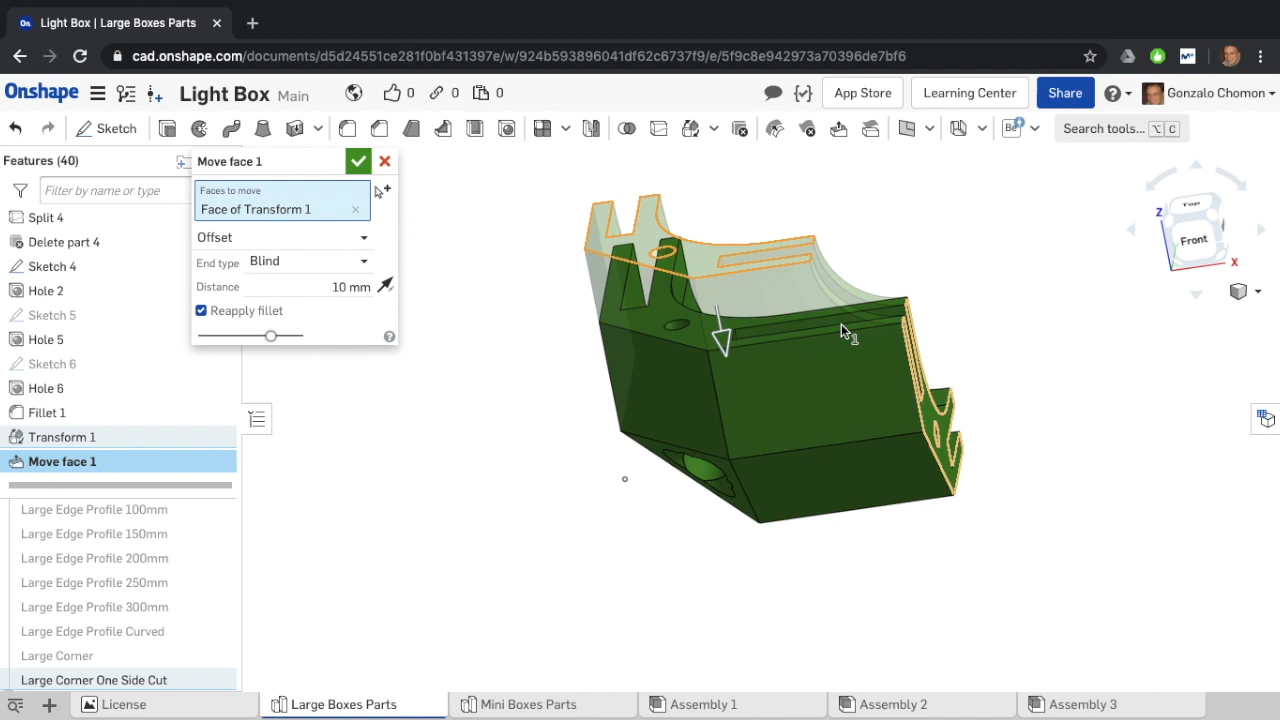 Light Box | Large Boxes Parts
cad.onshape.com/documents/d5d24551ce281f0bf431397e/w/924b593896041df62c6737f9/e/5f9c8e942973a70396de7bf6
Onshape Light Box Main 0 0 0 App Store Learning Center Share Gonzalo Chomon
Sketch Search tools... ⌥ C
Features (40)
Filter by name or type
Split 4
Delete part 4
Sketch 4
Hole 2
Sketch 5
Hole 5
Sketch 6
Hole 6
Fillet 1
Transform 1
Move face 1
Large Edge Profile 100mm
Large Edge Profile 150mm
Large Edge Profile 200mm
Large Edge Profile 250mm
Large Edge Profile 300mm
Large Edge Profile Curved
Large Corner
Large Corner One Side Cut
Move face 1
Faces to move
Face of Transform 1
Offset
End type Blind
Distance 10 mm
Reapply fillet
Top
Front
Z
X
1
License Large Boxes Parts Mini Boxes Parts Assembly 1 Assembly 2 Assembly 3